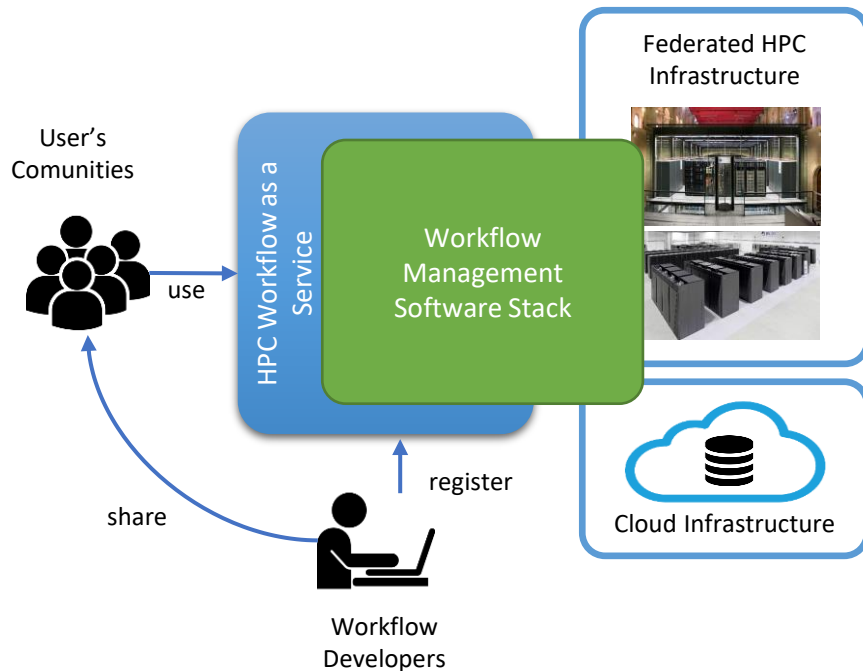 User's
Comunities
use
HPC Workflow as a
Service
Workflow
Management
Software Stack
Federated HPC
Infrastructure
Cloud Infrastructure
register
share
Workflow
Developers